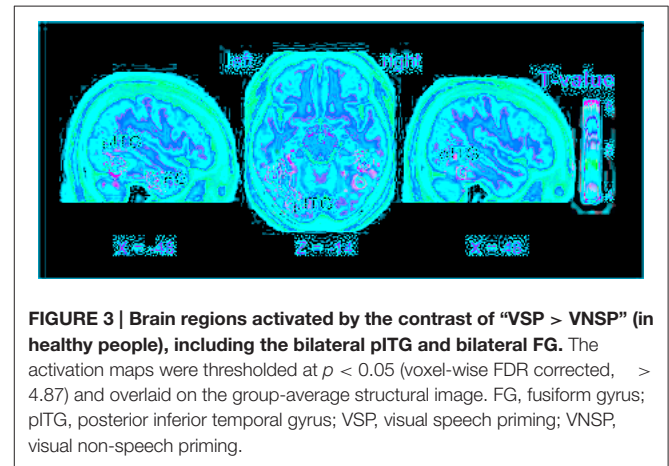 left right
T-value
pITG
FG
pITG
X = -42 Z = -14
FIGURE 3 | Brain regions activated by the contrast of “VSP > VNSP” (in
healthy people), including the bilateral pITG and bilateral FG. The
activation maps were thresholded at p < 0.05 (voxel-wise FDR corrected, >
4.87) and overlaid on the group-average structural image. FG, fusiform gyrus;
pITG, posterior inferior temporal gyrus; VSP, visual speech priming; VNSP,
visual non-speech priming.